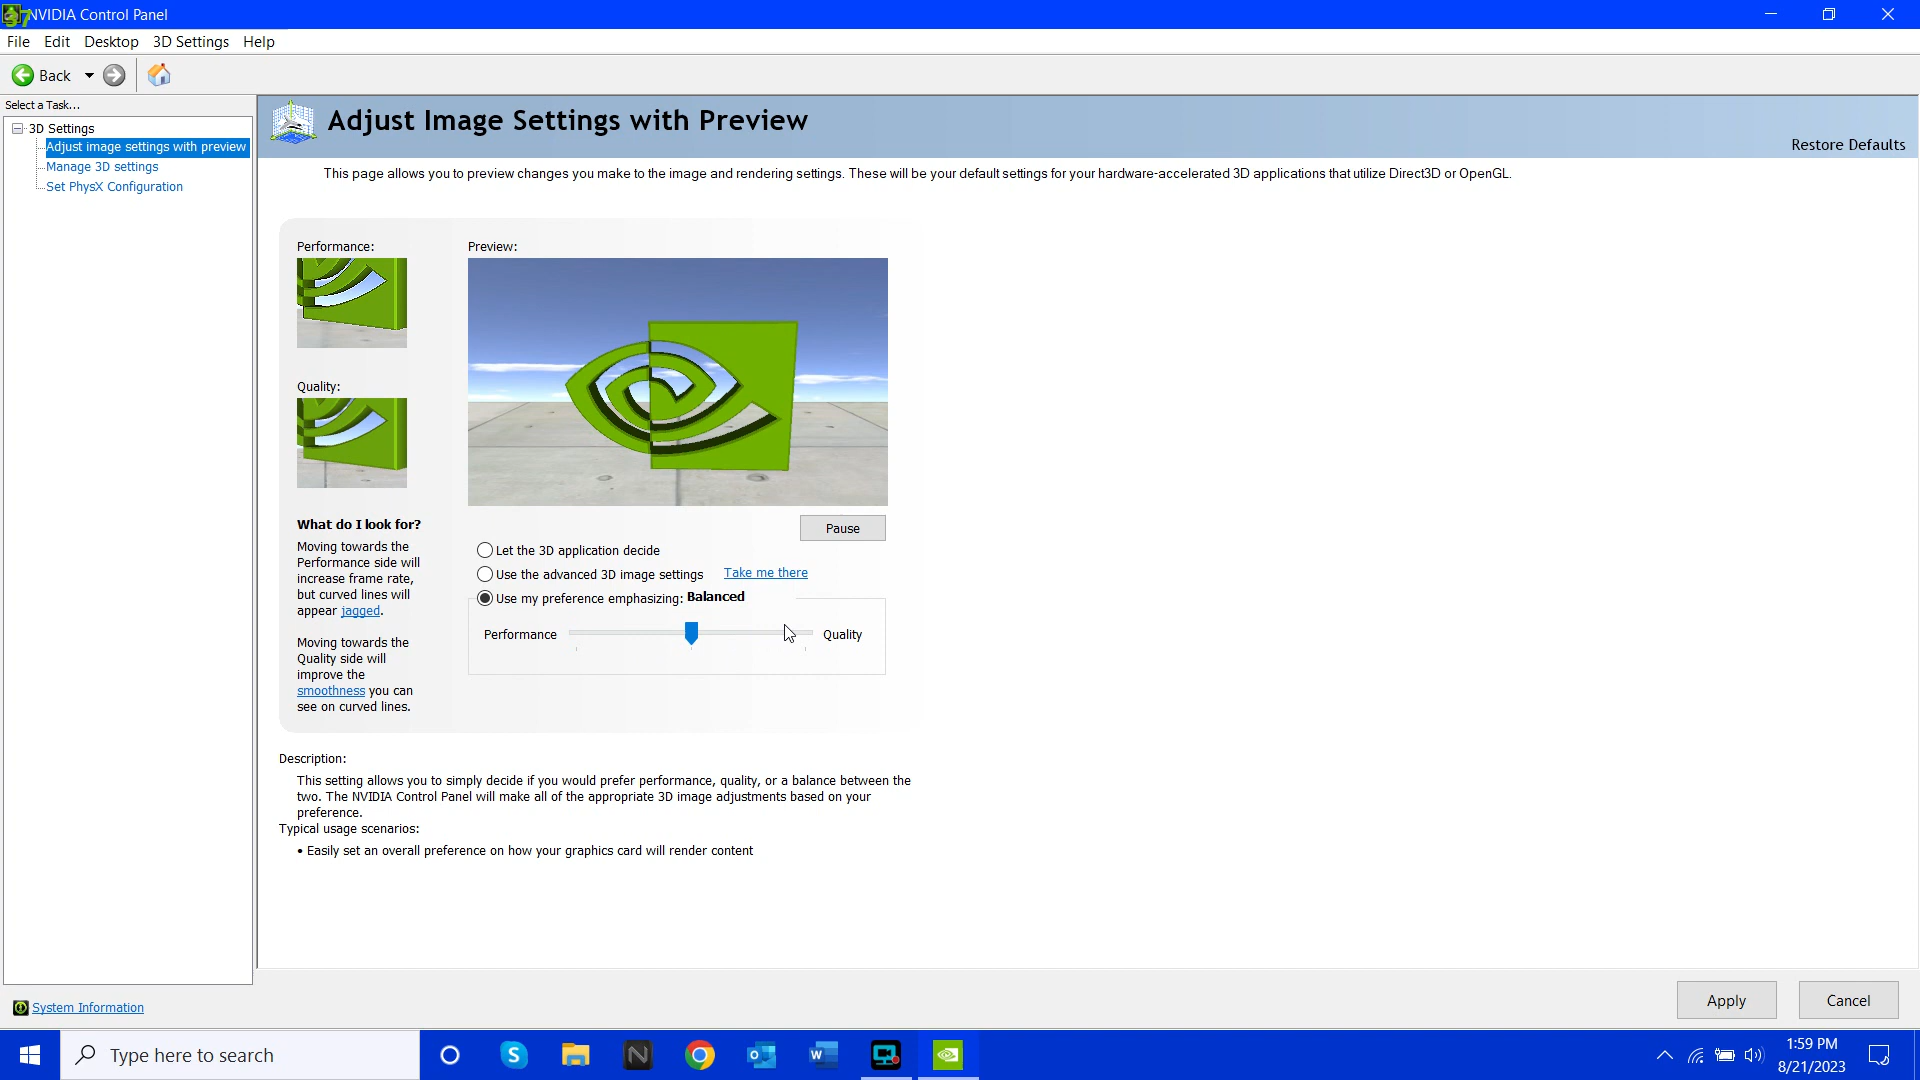 NVIDIA Control Panel
37
File Edit Desktop 3D Settings Help
Back
Select a Task...
3D Settings
Adjust image settings with preview
Manage 3D settings
Set PhysX Configuration
Adjust Image Settings with Preview
Restore Defaults
This page allows you to preview changes you make to the image and rendering settings. These will be your default settings for your hardware-accelerated 3D applications that utilize Direct3D or OpenGL.
Performance:
Preview:
Quality:
What do I look for?
Moving towards the
Performance side will
increase frame rate,
but curved lines will
appear jagged.
Moving towards the
Quality side will
improve the
smoothness you can
see on curved lines.
Pause
Let the 3D application decide
Use the advanced 3D image settings Take me there
Use my preference emphasizing: Balanced
Performance Quality
Description:
This setting allows you to simply decide if you would prefer performance, quality, or a balance between the
two. The NVIDIA Control Panel will make all of the appropriate 3D image adjustments based on your
preference.
Typical usage scenarios:
• Easily set an overall preference on how your graphics card will render content
System Information
Apply Cancel
Type here to search
1:59 PM
8/21/2023